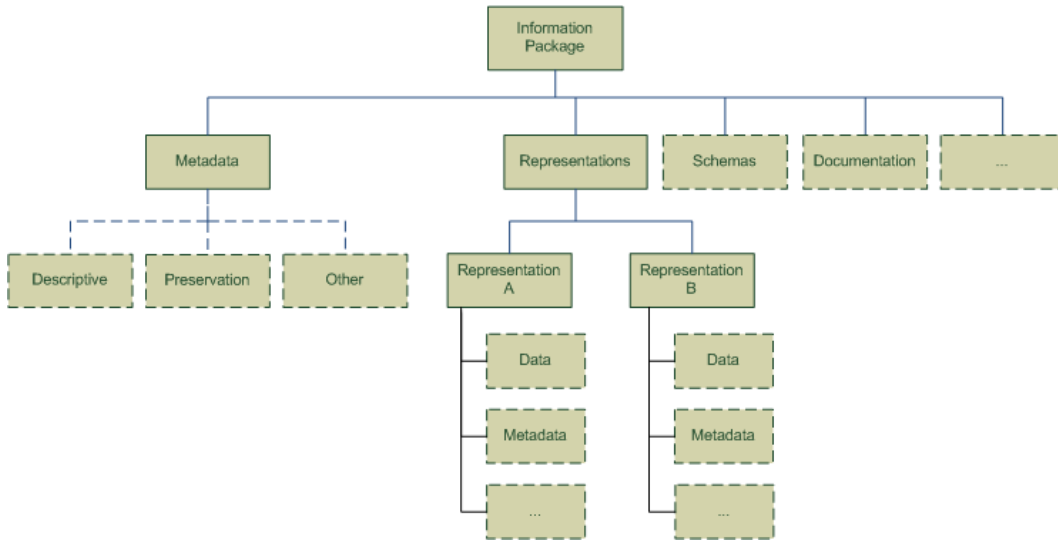 Information
Package
Metadata
Representations
Schemas
Documentation
...
Descriptive
Preservation
Other
Representation
A
Representation
B
Data
Data
Metadata
Metadata
...
...